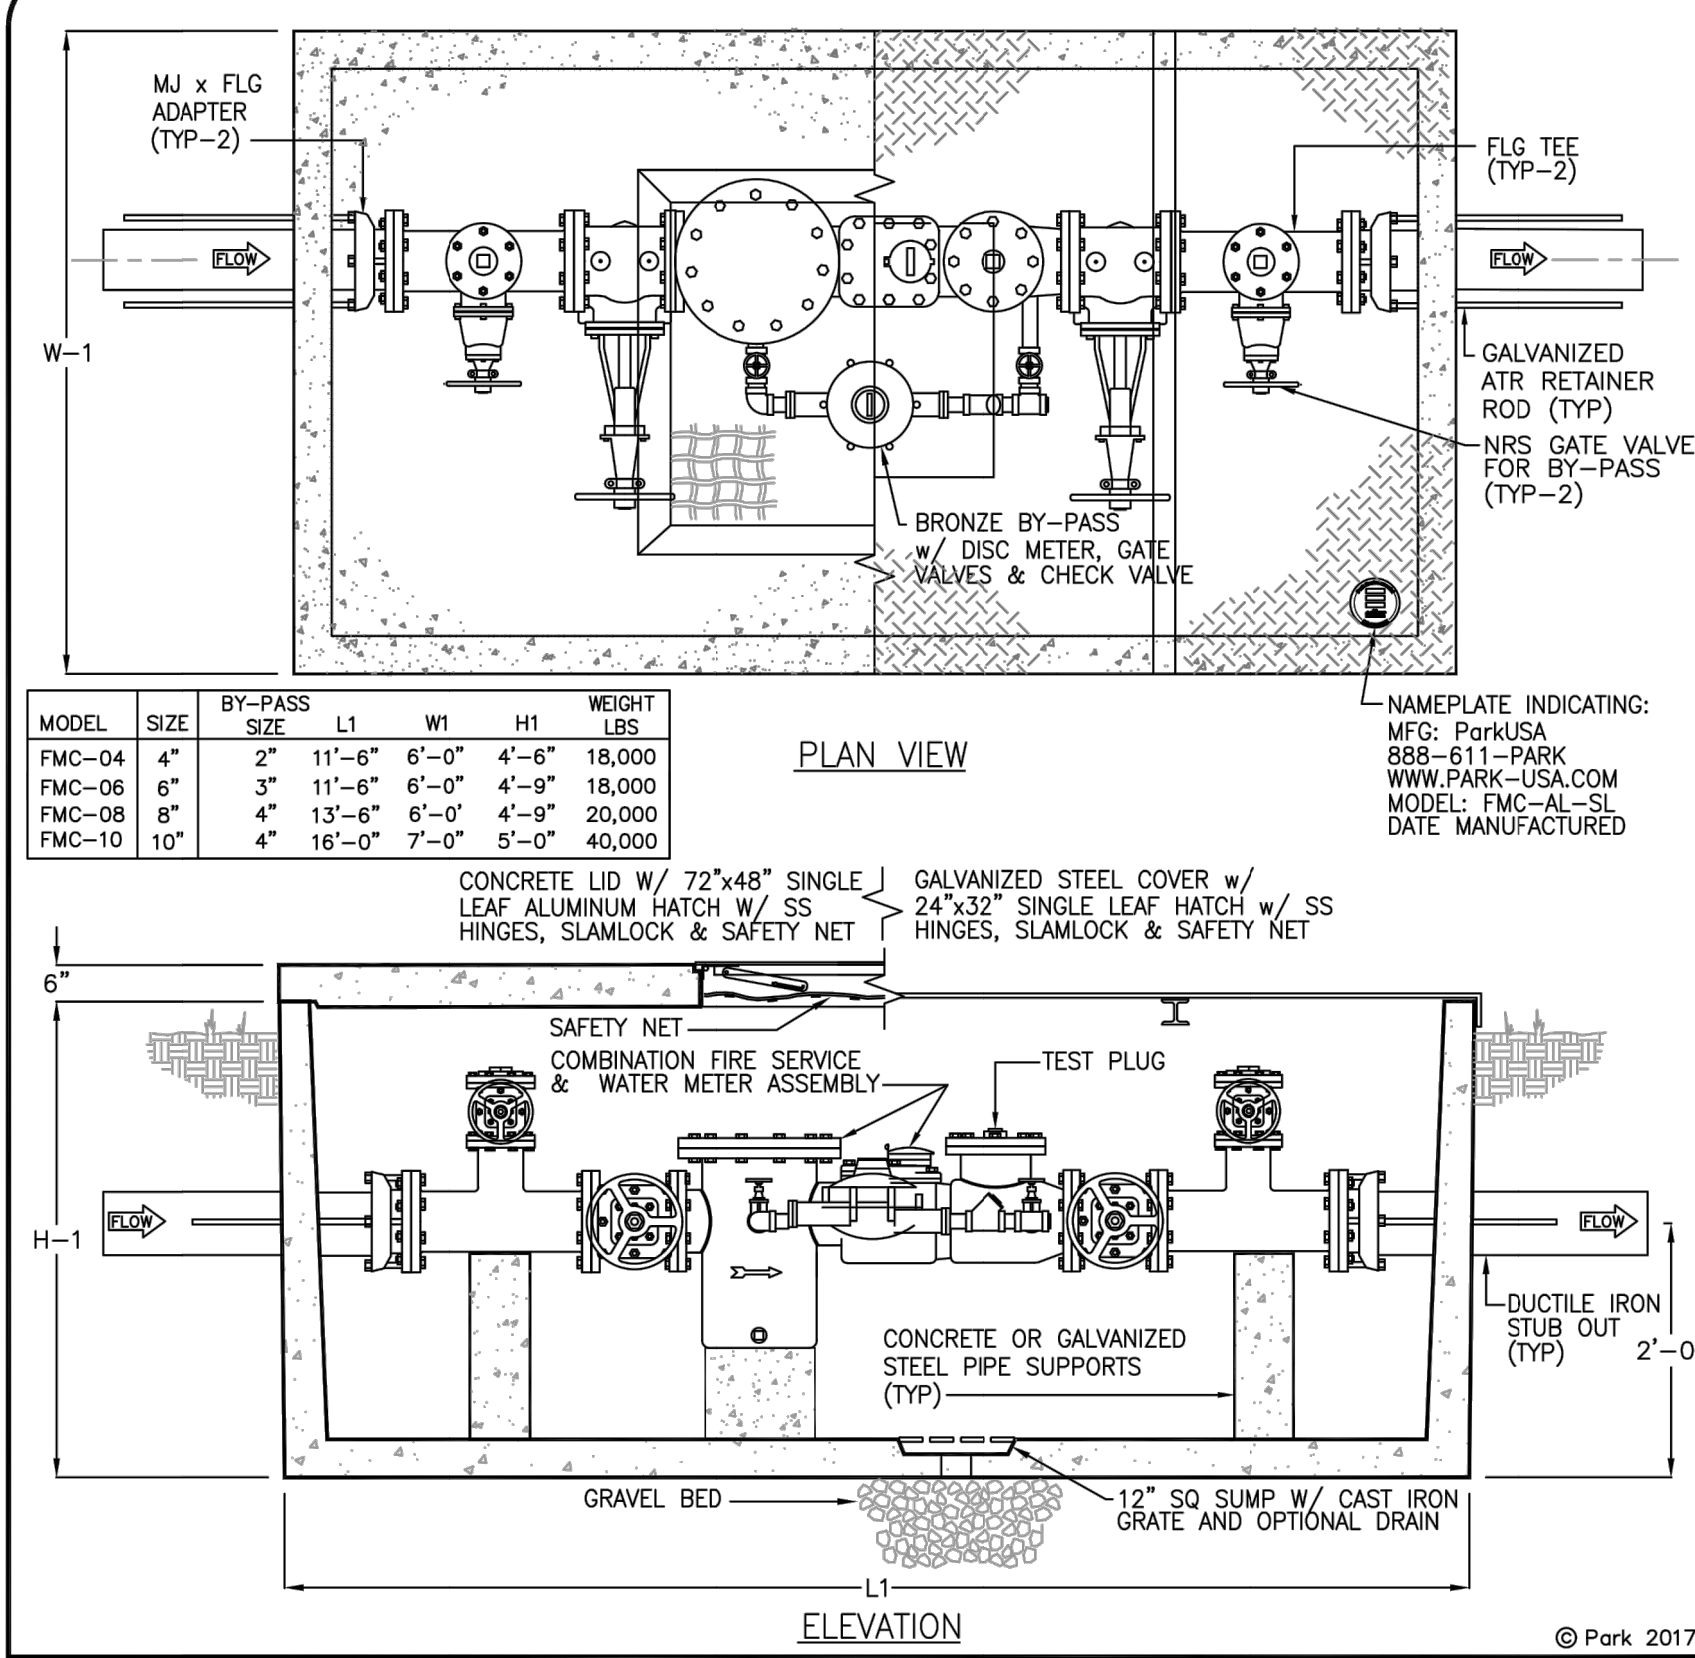 MJ x FLG
ADAPTER
(TYP-2)
FLOW
W-1
FLG TEE
(TYP-2)
FLOW
GALVANIZED
ATR RETAINER
ROD (TYP)
NRS GATE VALVE
FOR BY-PASS
(TYP-2)
BRONZE BY-PASS
w/ DISC METER, GATE
VALVES & CHECK VALVE
NAMEPLATE INDICATING:
MFG: ParkUSA
888-611-PARK
WWW.PARK-USA.COM
MODEL: FMC-AL-SL
DATE MANUFACTURED
PLAN VIEW
MODEL SIZE BY-PASS SIZE L1 W1 H1 WEIGHT LBS
FMC-04 4" 2" 11'-6" 6'-0" 4'-6" 18,000
FMC-06 6" 3" 11'-6" 6'-0" 4'-9" 18,000
FMC-08 8" 4" 13'-6" 6'-0' 4'-9" 20,000
FMC-10 10" 4" 16'-0" 7'-0" 5'-0" 40,000
CONCRETE LID W/ 72"x48" SINGLE
LEAF ALUMINUM HATCH W/ SS
HINGES, SLAMLOCK & SAFETY NET
GALVANIZED STEEL COVER w/
24"x32" SINGLE LEAF HATCH w/ SS
HINGES, SLAMLOCK & SAFETY NET
6"
SAFETY NET
COMBINATION FIRE SERVICE
& WATER METER ASSEMBLY
TEST PLUG
FLOW
H-1
FLOW
DUCTILE IRON
STUB OUT
(TYP)
2'-0
CONCRETE OR GALVANIZED
STEEL PIPE SUPPORTS
(TYP)
GRAVEL BED
12" SQ SUMP W/ CAST IRON
GRATE AND OPTIONAL DRAIN
L1
ELEVATION
© Park 2017